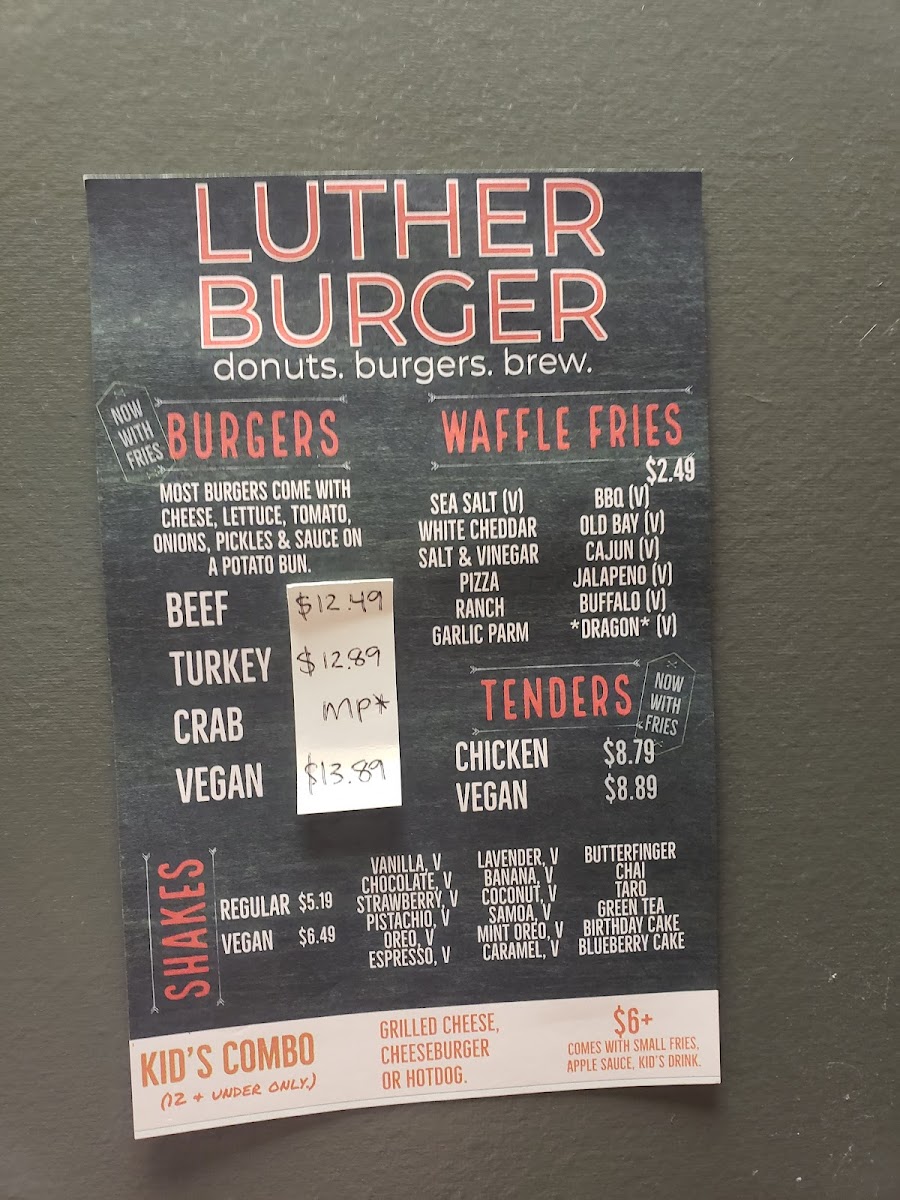 LUTHER
BURGER
donuts. burgers. brew.
NOW
WITH
FRIES
BURGERS
MOST BURGERS COME WITH
CHEESE, LETTUCE, TOMATO,
ONIONS, PICKLES & SAUCE ON
A POTATO BUN.
BEEF $12.49
TURKEY $12.89
CRAB MP*
VEGAN $13.89
WAFFLE FRIES
$2.49
SEA SALT (V)
WHITE CHEDDAR
SALT & VINEGAR
PIZZA
RANCH
GARLIC PARM
BBQ (V)
OLD BAY (V)
CAJUN (V)
JALAPENO (V)
BUFFALO (V)
*DRAGON* (V)
TENDERS
NOW
WITH
FRIES
CHICKEN $8.79
VEGAN $8.89
SHAKES
REGULAR $5.19
VEGAN $6.49
VANILLA, V
CHOCOLATE, V
STRAWBERRY, V
PISTACHIO, V
OREO, V
ESPRESSO, V
LAVENDER, V
BANANA, V
COCONUT, V
SAMOA, V
MINT OREO, V
CARAMEL, V
BUTTERFINGER
CHAI
TARO
GREEN TEA
BIRTHDAY CAKE
BLUEBERRY CAKE
KID'S COMBO
(12 + UNDER ONLY.)
GRILLED CHEESE,
CHEESEBURGER
OR HOTDOG.
$6+
COMES WITH SMALL FRIES,
APPLE SAUCE, KID'S DRINK.